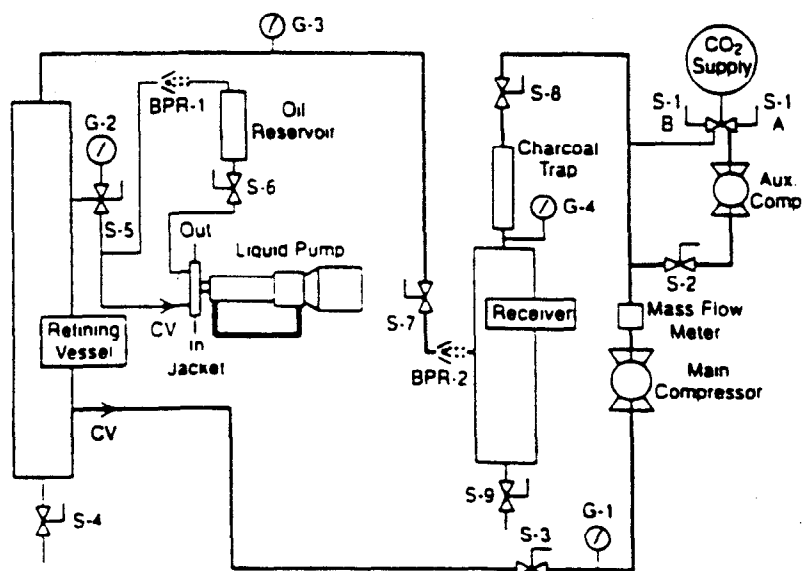 G-3
CO2
Supply
S-1
B
S-1
A
BPR-1
Oil
Reservoir
S-8
G-2
Charcoal
Trap
Aux.
Comp
S-6
G-4
S-5
Out
Liquid Pump
S-2
S-7
Receiver
Mass Flow
Meter
Refining
Vessel
CV
In
Jacket
BPR-2
Main
Compressor
CV
S-9
G-1
S-4
S-3